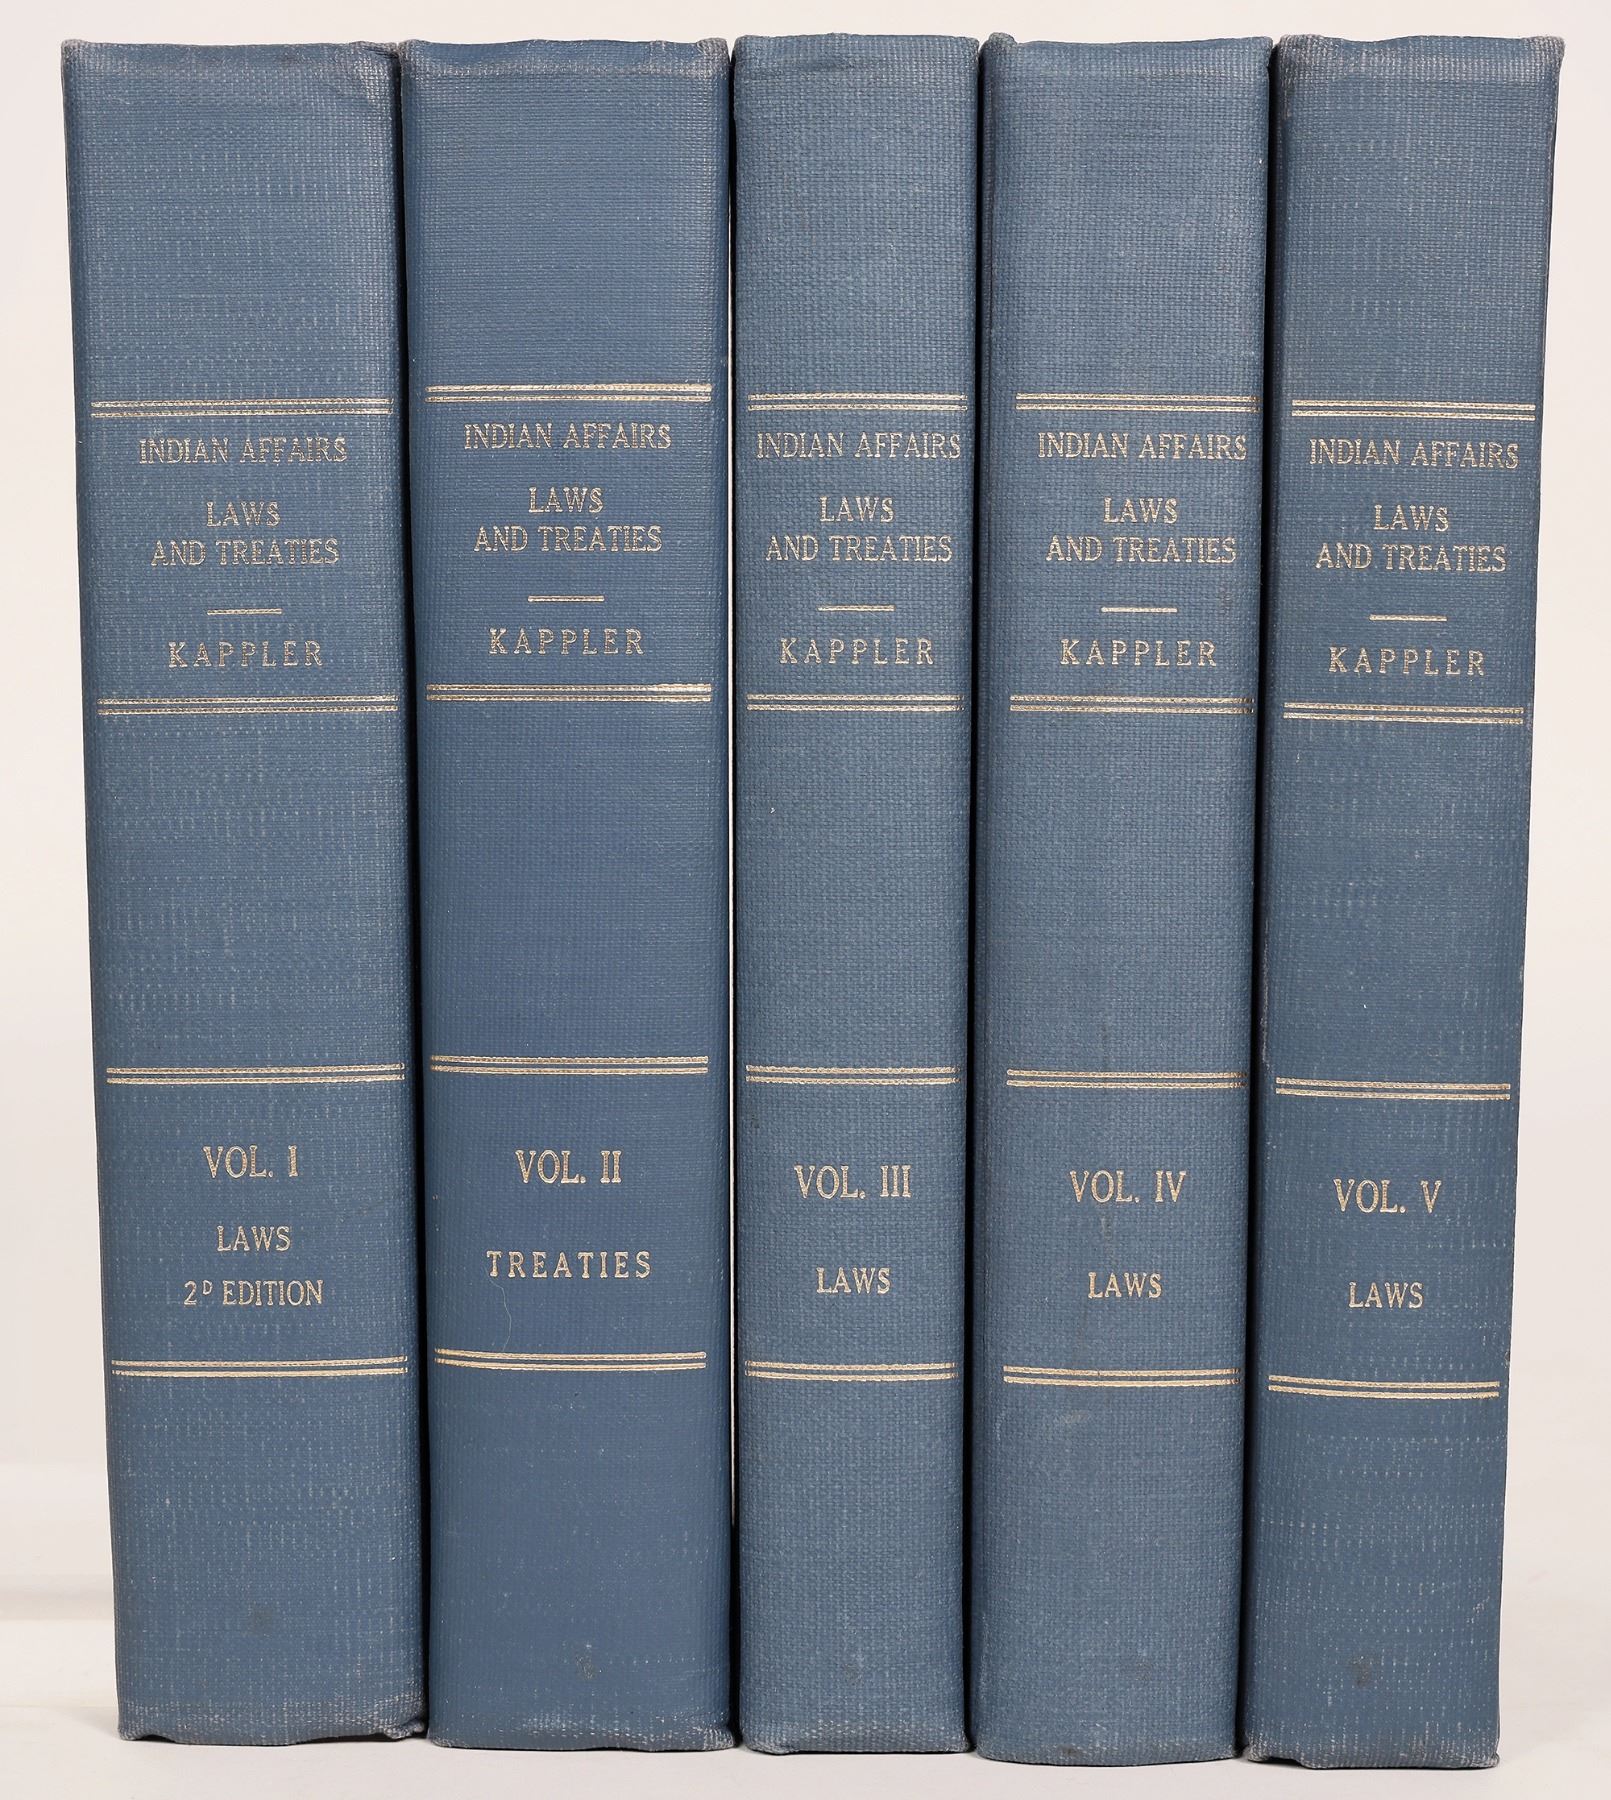 INDIAN AFFAIRS
LAWS
AND TREATIES
KAPPLER
VOL. I
LAWS
2D EDITION
INDIAN AFFAIRS
LAWS
AND TREATIES
KAPPLER
VOL. II
TREATIES
INDIAN AFFAIRS
LAWS
AND TREATIES
KAPPLER
VOL. III
LAWS
INDIAN AFFAIRS
LAWS
AND TREATIES
KAPPLER
VOL. IV
LAWS
INDIAN AFFAIRS
LAWS
AND TREATIES
KAPPLER
VOL. V
LAWS